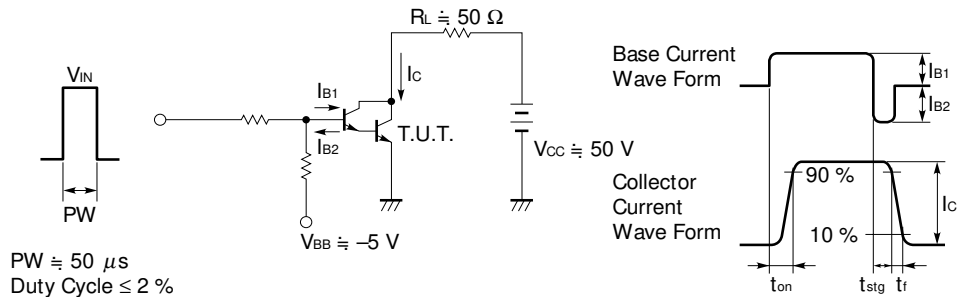 RL ≒ 50 Ω
VIN
IB1
IC
IB2
T.U.T.
VCC ≒ 50 V
VBB ≒ –5 V
PW
PW ≒ 50 μs
Duty Cycle ≤ 2 %
Base Current
Wave Form
IB1
IB2
Collector
Current
Wave Form
90 %
10 %
IC
ton
tstg
tf